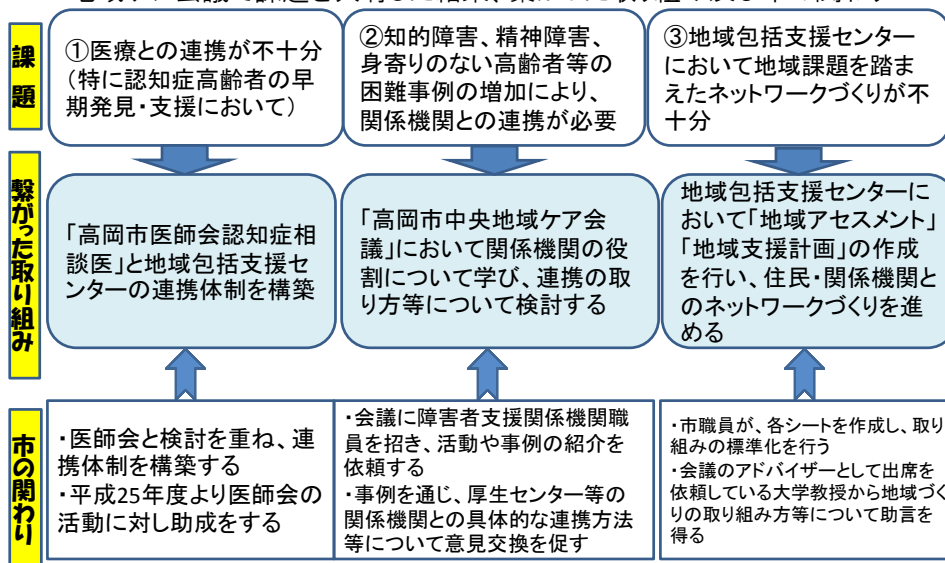 課題
①医療との連携が不十分
(特に認知症高齢者の早
期発見・支援において)
②知的障害、精神障害、
身寄りのない高齢者等の
困難事例の増加により、
関係機関との連携が必要
③地域包括支援センター
において地域課題を踏ま
えたネットワークづくりが不
十分
繋がった取り組み
「高岡市医師会認知症相
談医」と地域包括支援セ
ンターの連携体制を構築
「高岡市中央地域ケア会
議」において関係機関の役
割について学び、連携の取
り方等について検討する
地域包括支援センターに
おいて「地域アセスメント」
「地域支援計画」の作成
を行い、住民・関係機関と
のネットワークづくりを進
める
市の関わり
・医師会と検討を重ね、連
携体制を構築する
・平成25年度より医師会の
活動に対し助成をする
・会議に障害者支援関係機関職
員を招き、活動や事例の紹介を
依頼する
・事例を通じ、厚生センター等の
関係機関との具体的な連携方法
等について意見交換を促す
・市職員が、各シートを作成し、取り
組みの標準化を行う
・会議のアドバイザーとして出席を
依頼している大学教授から地域づく
りの取り組み方等について助言を
得る